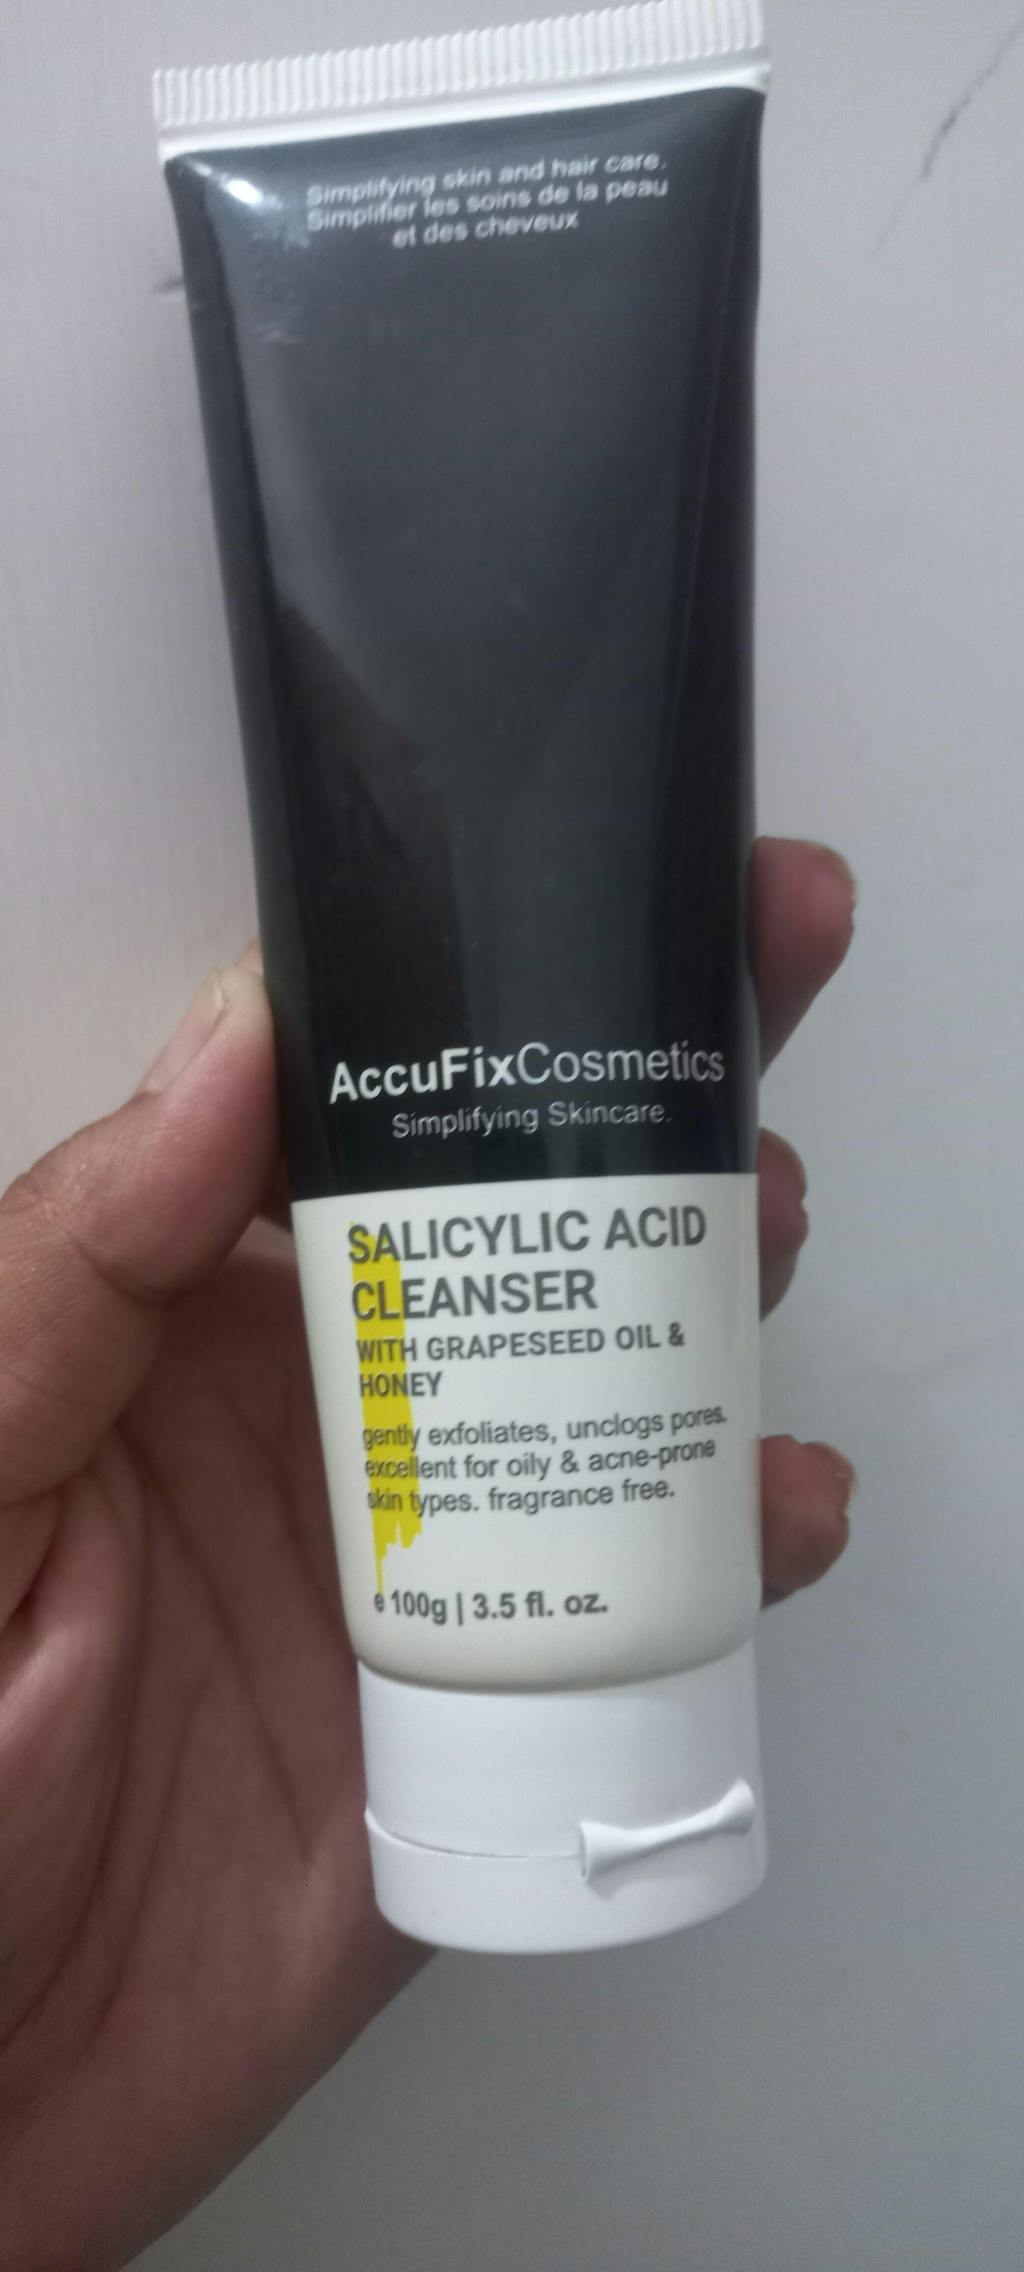 Simplifying skin and hair care.
Simplifier les soins de la peau
et des cheveux
AccuFixCosmetics
Simplifying Skincare.
SALICYLIC ACID
CLEANSER
WITH GRAPESEED OIL &
HONEY
gently exfoliates, unclogs pores.
excellent for oily & acne-prone
skin types. fragrance free.
e 100g | 3.5 fl. oz.